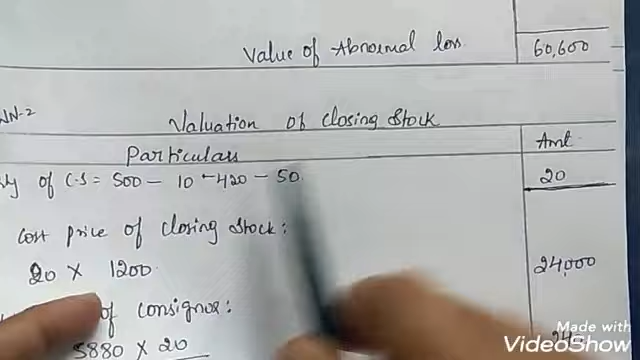 Value of Abnormal loss 60,600
WN-2
Valuation of Closing Stock
Particulars Amt
of C.S = 500 - 10 - 420 - 50 20
Cost price of closing stock:
20 X 1200 24,000
of consignor:
5880 X 20
Made with
VideoShow